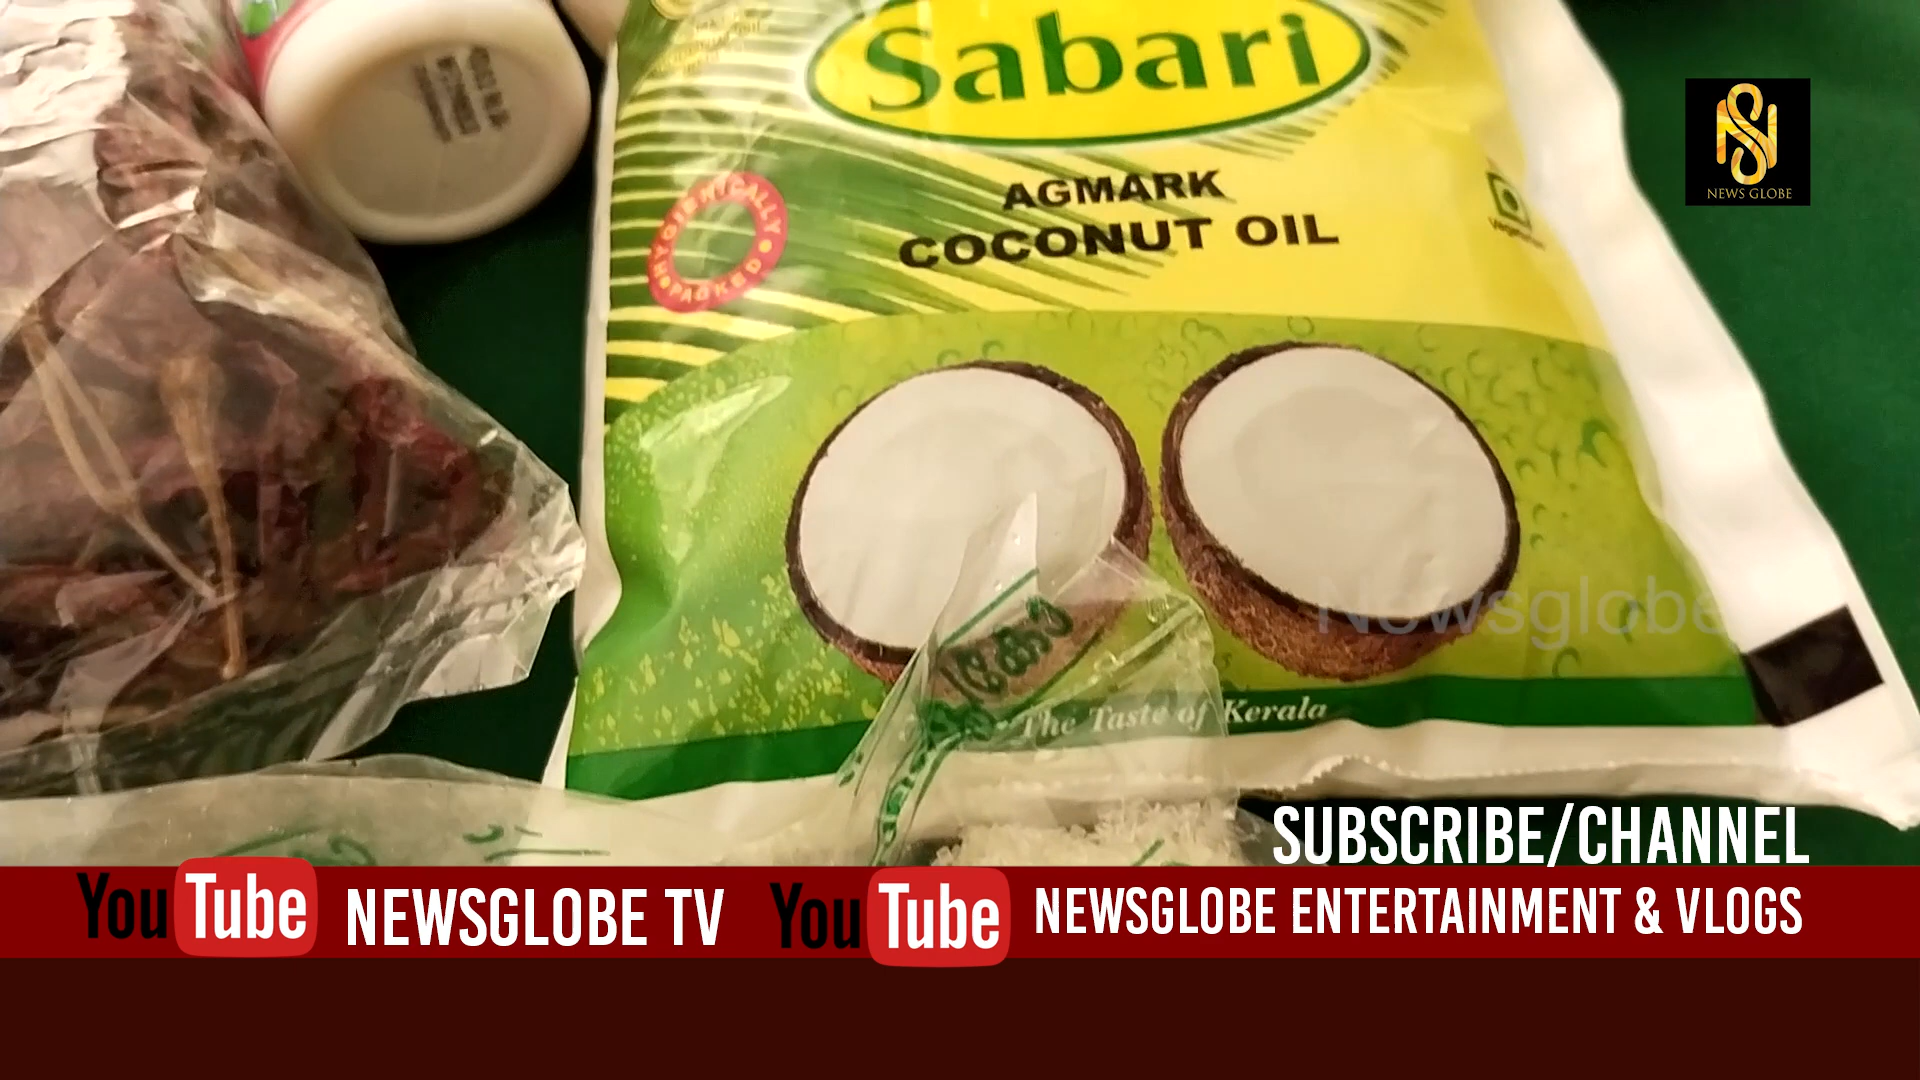 Sabari
AGMARK
COCONUT OIL
HYGIENICALLY PACKED
Vegetarian
NEWS GLOBE
Newsglobe
The Taste of Kerala
SUBSCRIBE/CHANNEL
YouTube NEWSGLOBE TV YouTube NEWSGLOBE ENTERTAINMENT & VLOGS